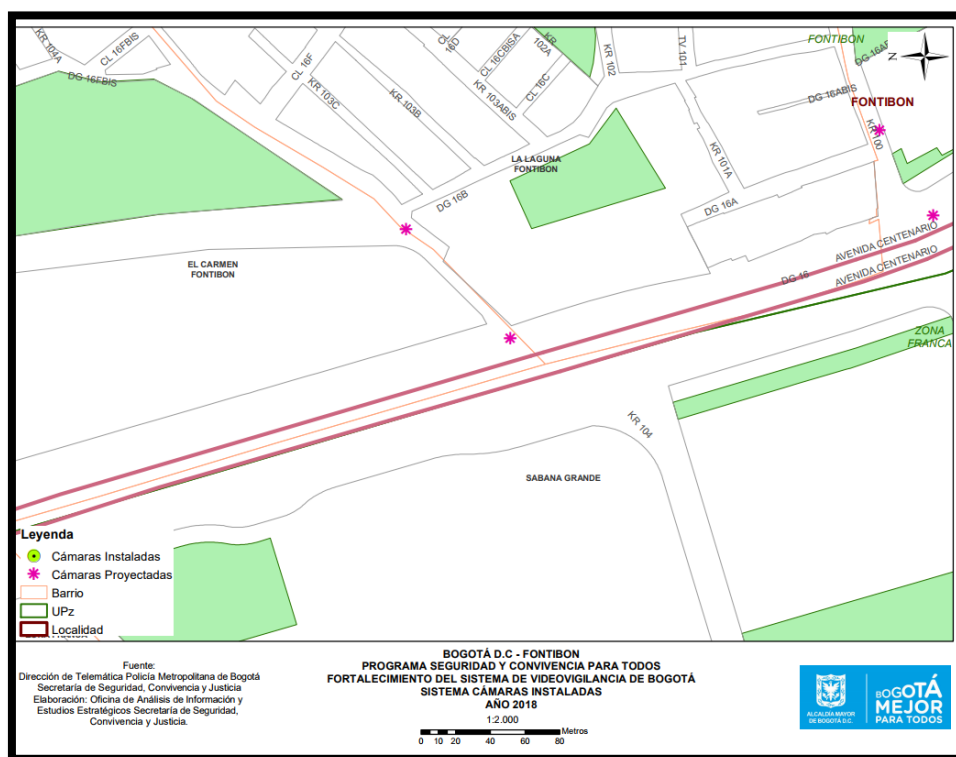 KR 104A
CL 16FBIS
DG 16FBIS
CL 16F
KR 103C
KR 103B
CL 16D
CL 16CBISA
KR 102A
KR 103ABIS
CL 16C
KR 102
TV 101
FONTIBON
DG 16ABIS
FONTIBON
KR 100
N
LA LAGUNA
FONTIBON
KR 101A
DG 16B
DG 16A
EL CARMEN
FONTIBON
AVENIDA CENTENARIO
DG 16
AVENIDA CENTENARIO
ZONA
FRANCA
KR 104
SABANA GRANDE
Leyenda
Cámaras Instaladas
Cámaras Proyectadas
Barrio
UPz
Localidad
Fuente:
Dirección de Telemática Policía Metropolitana de Bogotá
Secretaría de Seguridad, Convivencia y Justicia
Elaboración: Oficina de Análisis de Información y
Estudios Estratégicos Secretaría de Seguridad,
Convivencia y Justicia.
BOGOTÁ D.C - FONTIBON
PROGRAMA SEGURIDAD Y CONVIVENCIA PARA TODOS
FORTALECIMIENTO DEL SISTEMA DE VIDEOVIGILANCIA DE BOGOTÁ
SISTEMA CÁMARAS INSTALADAS
AÑO 2018
1:2.000
Metros
0 10 20 40 60 80
ALCALDÍA MAYOR
DE BOGOTÁ D.C.
BOGOTÁ
MEJOR
PARA TODOS